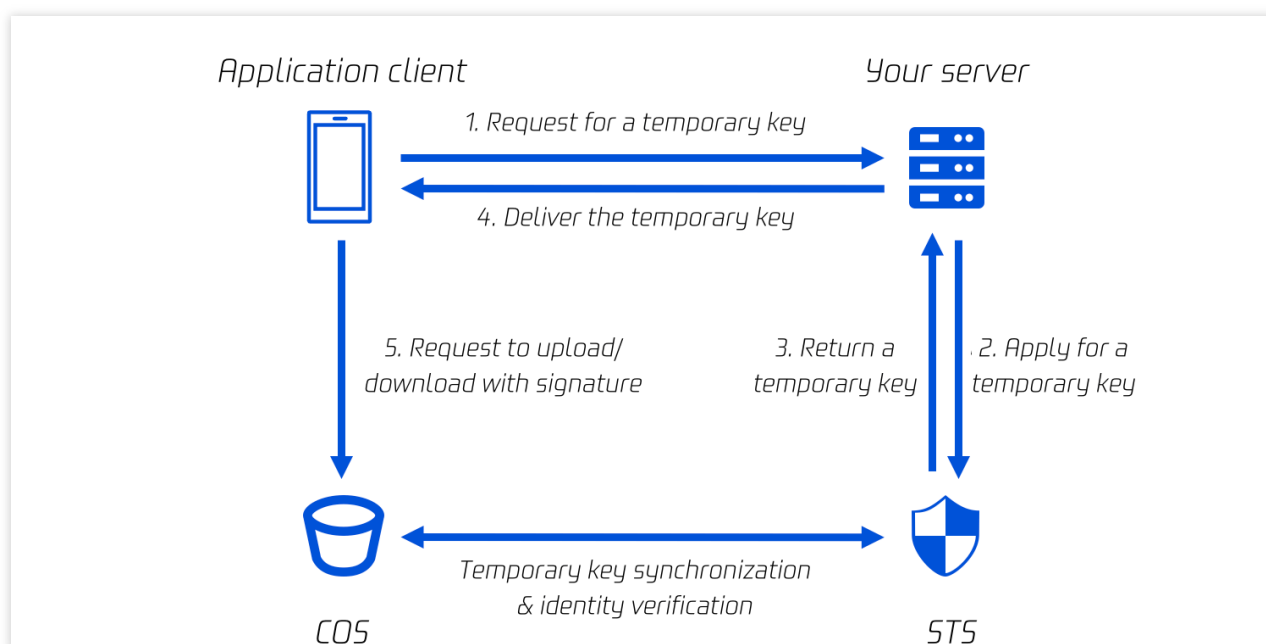 Application client
Your server
1. Request for a temporary key
4. Deliver the temporary key
5. Request to upload/
download with signature
3. Return a
temporary key
2. Apply for a
temporary key
Temporary key synchronization
& identity verification
COS
STS